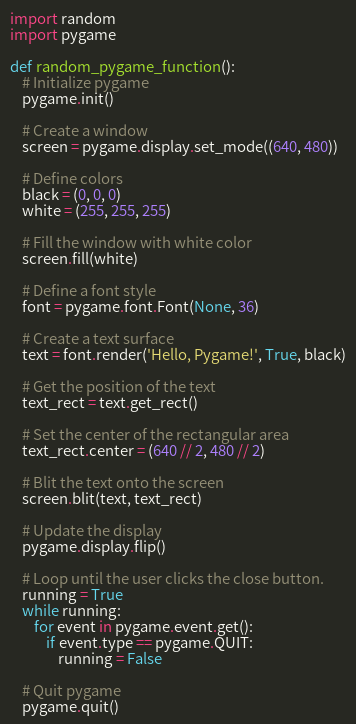 import random
import pygame

def random_pygame_function():
    # Initialize pygame
    pygame.init()

    # Create a window
    screen = pygame.display.set_mode((640, 480))

    # Define colors
    black = (0, 0, 0)
    white = (255, 255, 255)

    # Fill the window with white color
    screen.fill(white)

    # Define a font style
    font = pygame.font.Font(None, 36)

    # Create a text surface
    text = font.render('Hello, Pygame!', True, black)

    # Get the position of the text
    text_rect = text.get_rect()

    # Set the center of the rectangular area
    text_rect.center = (640 // 2, 480 // 2)

    # Blit the text onto the screen
    screen.blit(text, text_rect)

    # Update the display
    pygame.display.flip()

    # Loop until the user clicks the close button.
    running = True
    while running:
        for event in pygame.event.get():
            if event.type == pygame.QUIT:
                running = False

    # Quit pygame
    pygame.quit()